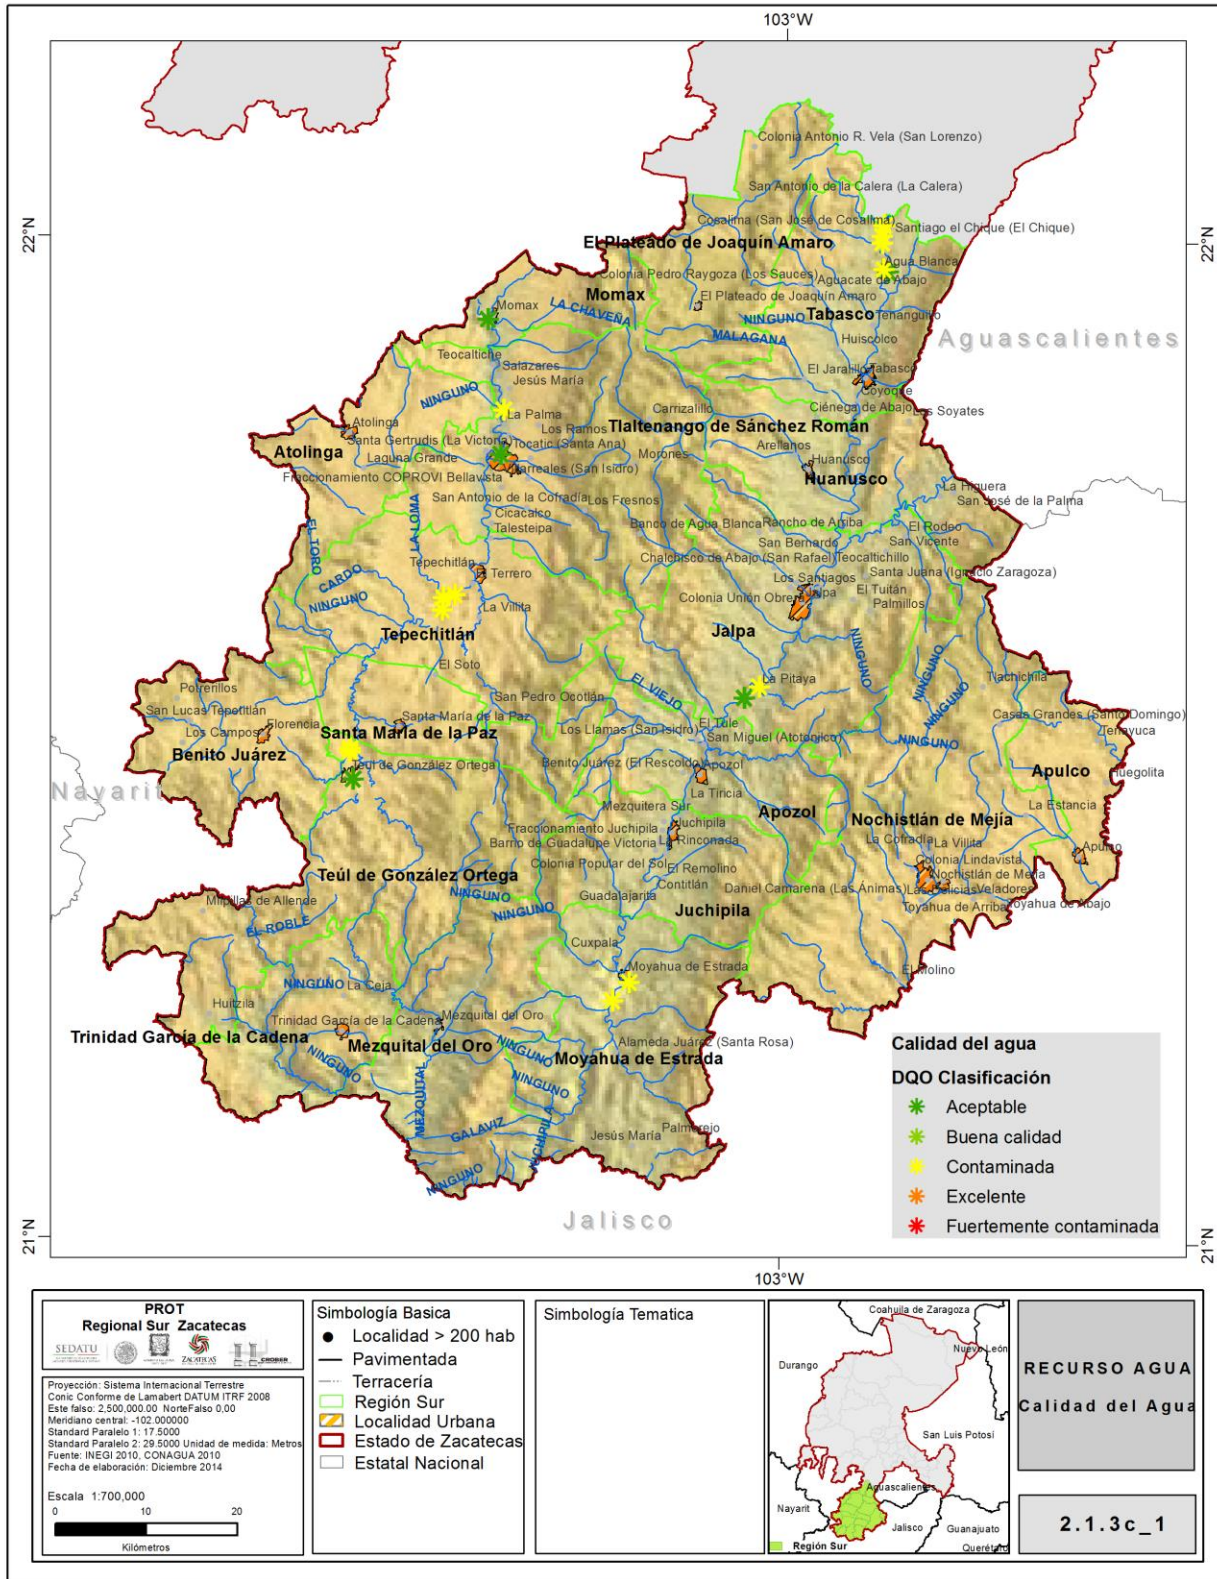 103°W
22°N
22°N
Colonia Antonio R. Vela (San Lorenzo)
San Antonio de la Calera (La Calera)
Cosalima (San José de Cosalima)
Santiago el Chique (El Chique)
El Plateado de Joaquín Amaro
Agua Blanca
Colonia Pedro Raygoza (Los Sauces)
Aguacate de Abajo
Momax
El Plateado de Joaquín Amaro
Momax
LA CHAVEÑA
NINGUNO
Tabasco
Tenanguillo
MALAGANA
Huiscolco
Aguascalientes
Teocaltiche
Salazares
El Jaralillo
Tabasco
Jesús María
Coyoque
NINGUNO
La Palma
Carrizalillo
Ciénega de Abajo
Los Soyates
Atolinga
Los Ramos
Tlaltenango de Sánchez Román
Santa Gertrudis (La Victoria)
Tocatic (Santa Ana)
Arellanos
Atolinga
Laguna Grande
Morones
Huanusco
Fraccionamiento COPROVI Bellavista
Huanusco
La Higuera
San Antonio de la Cofradía
Los Fresnos
San José de la Palma
Cicacalco
Banco de Agua Blanca
Rancho de Arriba
El Rodeo
Talesteipa
San Bernardo
San Vicente
EL TORO
LA LOMA
Chalchisco de Abajo (San Rafael)
Teocaltichillo
Tepechitlán
El Terrero
Los Santiagos
Santa Juana (Ignacio Zaragoza)
CARDO
Colonia Unión Obrera
Jalpa
El Tuitán
NINGUNO
La Villita
Palmillos
Tepechitlán
Jalpa
NINGUNO
NINGUNO
El Soto
La Pitaya
Tlachichila
Potrerillos
San Pedro Ocotlán
EL VIEJO
NINGUNO
San Lucas Tepetitlán
Santa María de la Paz
El Tule
Casas Grandes (Santo Domingo)
Florencia
Los Llamas (San Isidro)
Tenayuca
Los Campos
Santa María de la Paz
San Miguel (Atotonilco)
NINGUNO
Benito Juárez
Teúl de González Ortega
Benito Juárez (El Rescoldo)
Apozol
Apulco
Huegolita
Nayarit
La Tiricia
Mezquitera Sur
Apozol
La Estancia
Fraccionamiento Juchipila
Juchipila
Nochistlán de Mejía
Barrio de Guadalupe Victoria
La Rinconada
La Cofradía
La Villita
Apulco
Colonia Popular del Sol
El Remolino
Colonia Lindavista
Teúl de González Ortega
Contitlán
Nochistlán de Mejía
NINGUNO
Guadalajarita
Daniel Camarena (Las Ánimas)
Las Delicias
Veladores
Milpillas de Allende
NINGUNO
Juchipila
Toyahua de Arriba
Toyahua de Abajo
EL ROBLE
Cuxpala
El Molino
NINGUNO
La Ceja
Moyahua de Estrada
Huitzila
Trinidad García de la Cadena
Mezquital del Oro
Trinidad García de la Cadena
Mezquital del Oro
NINGUNO
Alameda Juárez (Santa Rosa)
NINGUNO
Moyahua de Estrada
MEZQUITAL
NINGUNO
GALAVIZ
JUCHIPILA
Jesús María
Palmarejo
NINGUNO
Jalisco
Calidad del agua
DQO Clasificación
Aceptable
Buena calidad
Contaminada
Excelente
Fuertemente contaminada
21°N
21°N
103°W
PROT
Regional Sur Zacatecas
SEDATU
ZACATECAS
Proyección: Sistema Internacional Terrestre
Conic Conforme de Lamabert DATUM ITRF 2008
Este falso: 2,500,000.00 NorteFalso 0,00
Meridiano central: -102.000000
Standard Paralelo 1: 17.5000
Standard Paralelo 2: 29.5000 Unidad de medida: Metros
Fuente: INEGI 2010, CONAGUA 2010
Fecha de elaboración: Diciembre 2014
Escala 1:700,000
0 10 20
Kilómetros
Simbología Basica
Localidad > 200 hab
Pavimentada
Terracería
Región Sur
Localidad Urbana
Estado de Zacatecas
Estatal Nacional
Simbología Tematica
Coahuila de Zaragoza
Nuevo León
Durango
San Luis Potosí
Aguascalientes
Nayarit
Jalisco
Guanajuato
Región Sur
RECURSO AGUA
Calidad del Agua
2.1.3c_1